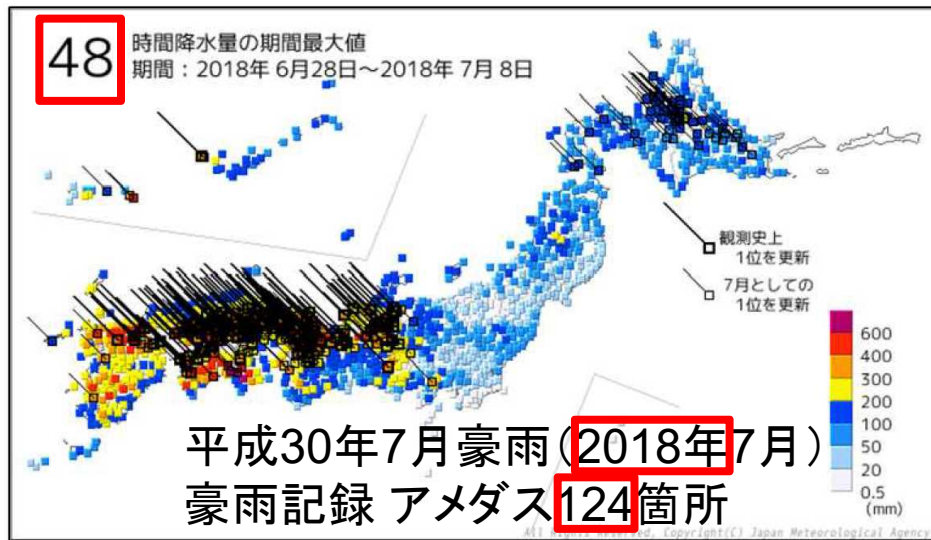 48 時間降水量の期間最大値
期間：2018年 6月28日～2018年 7月 8日
観測史上
1位を更新
7月としての
1位を更新
600
400
300
200
100
50
20
0.5
(mm)
平成30年7月豪雨（2018年7月）
豪雨記録 アメダス124箇所
All Rights Reserved, Copyright(C) Japan Meteorological Agency